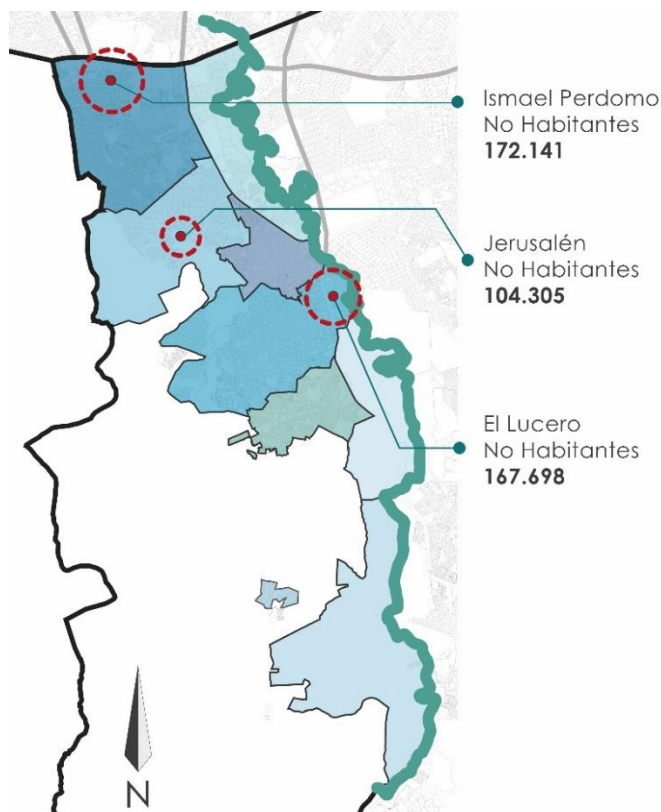 Ismael Perdomo
No Habitantes
172.141
Jerusalén
No Habitantes
104.305
El Lucero
No Habitantes
167.698
N